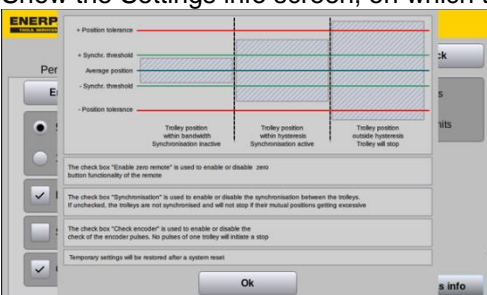 Show the Settings info screen, on which
ENERP
TOOLS, SERVICES
+ Position tolerance
+ Synchr. threshold
Average position
- Synchr. threshold
- Position tolerance
Trolley position
within bandwidth
Synchronisation inactive
Trolley position
within hysteresis
Synchronisation active
Trolley position
outside hysteresis
Trolley will stop
The check box "Enable zero remote" is used to enable or disable zero
button functionality of the remote
The check box "Synchronisation" is used to enable or disable the synchronisation between the trolleys.
If unchecked, the trolleys are not synchronised and will not stop if their mutual positions getting excessive
The check box "Check encoder" is used to enable or disable the
check of the encoder pulses. No pulses of one trolley will initiate a stop
Temporary settings will be restored after a system reset
Ok
Per
E
ck
s
nits
s info